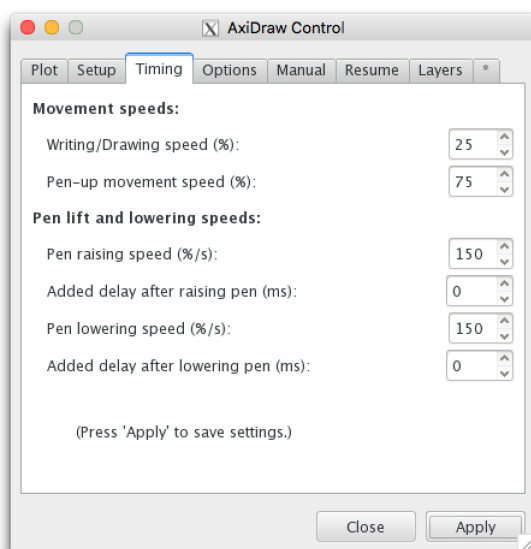 AxiDraw Control
Plot Setup Timing Options Manual Resume Layers *
Movement speeds:
Writing/Drawing speed (%): 25
Pen-up movement speed (%): 75
Pen lift and lowering speeds:
Pen raising speed (%/s): 150
Added delay after raising pen (ms): 0
Pen lowering speed (%/s): 150
Added delay after lowering pen (ms): 0
(Press 'Apply' to save settings.)
Close Apply